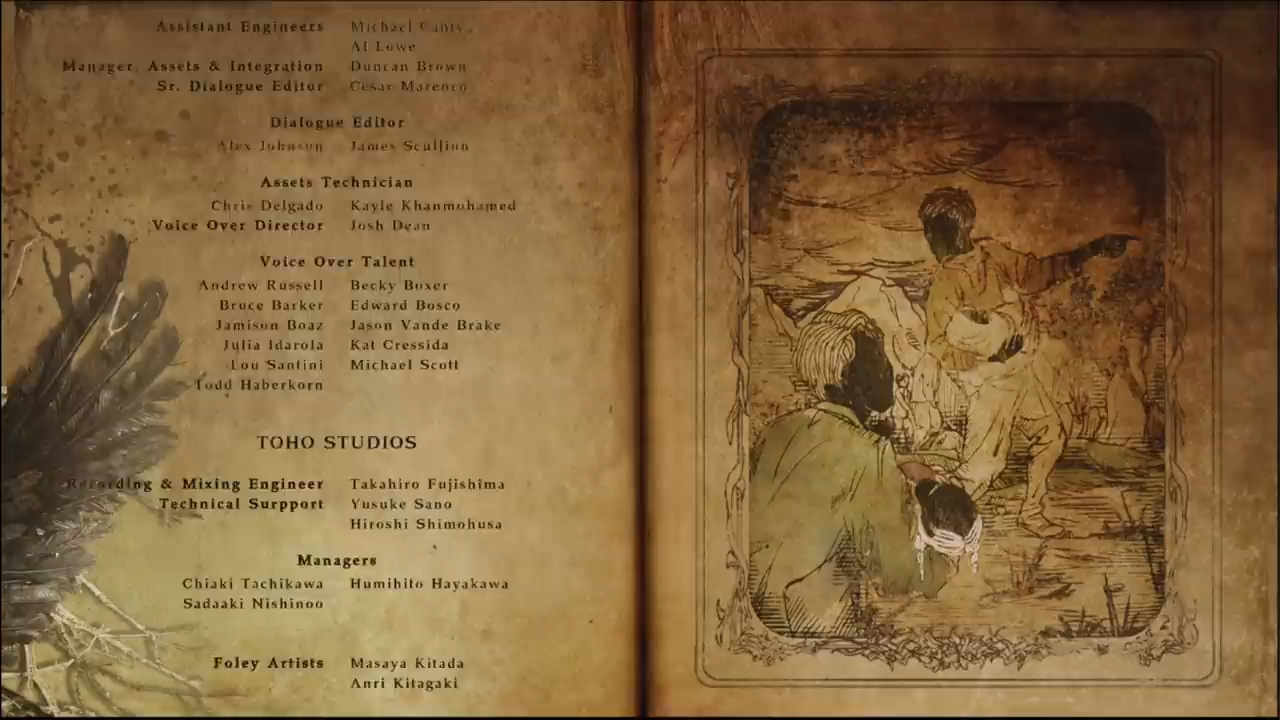 Assistant Engineers Michael
Al Lowe
Manager, Assets & Integration Duncan Brown
Sr. Dialogue Editor Cesar Marenco
Dialogue Editor
Alex Johnson James Scullion
Assets Technician
Chris Delgado Kayle Khanmohamed
Voice Over Director Josh Dean
Voice Over Talent
Andrew Russell Becky Boxer
Bruce Barker Edward Bosco
Jamison Boaz Jason Vande Brake
Julia Idarola Kat Cressida
Lou Santini Michael Scott
Todd Haberkorn
TOHO STUDIOS
Recording & Mixing Engineer Takahiro Fujishima
Technical Surpport Yusuke Sano
Hiroshi Shimohusa
Managers
Chiaki Tachikawa Humihito Hayakawa
Sadaaki Nishinoo
Foley Artists Masaya Kitada
Anri Kitagaki